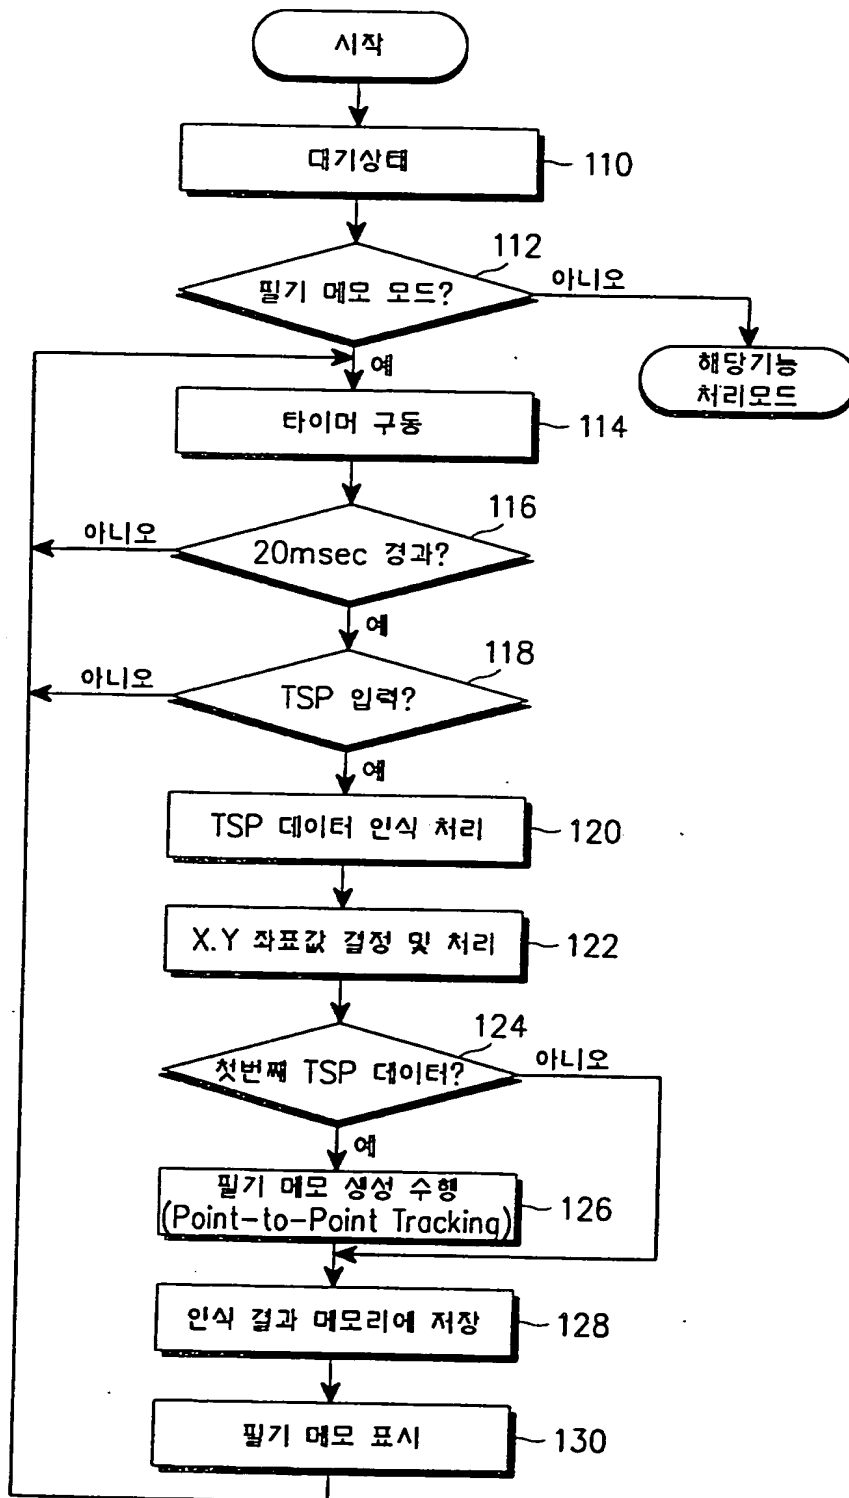 시작
대기상태
110
112
필기 메모 모드?
아니오
예
해당기능
처리모드
타이머 구동
114
116
아니오
20msec 경과?
예
118
아니오
TSP 입력?
예
TSP 데이터 인식 처리
120
X.Y 좌표값 결정 및 처리
122
124
첫번째 TSP 데이터?
아니오
예
필기 메모 생성 수행
(Point-to-Point Tracking)
126
인식 결과 메모리에 저장
128
필기 메모 표시
130